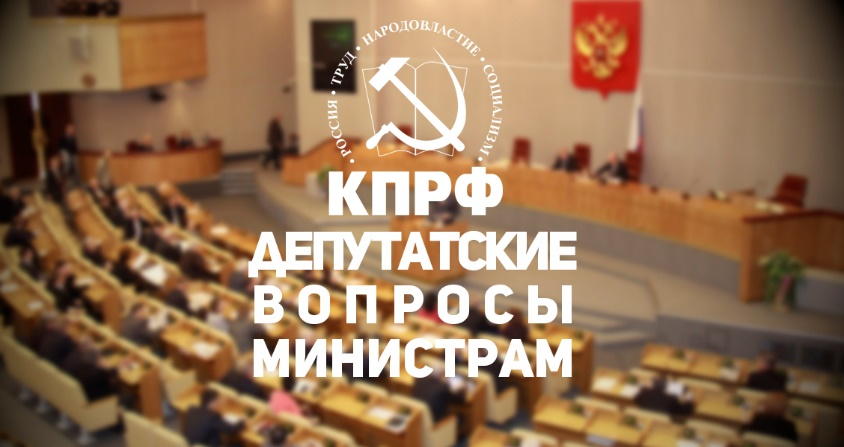 РОССИЯ • ТРУД • НАРОДОВЛАСТИЕ • СОЦИАЛИЗМ
КПРФ
ДЕПУТАТСКИЕ
ВОПРОСЫ
МИНИСТРАМ